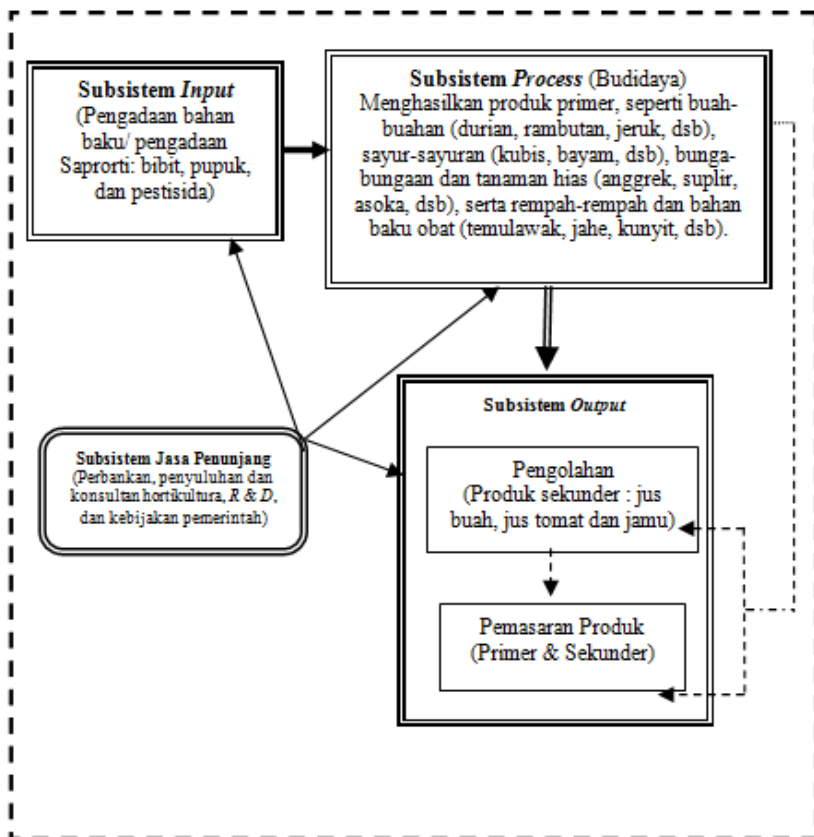 Subsistem Input
(Pengadaan bahan
baku/ pengadaan
Saprorti: bibit, pupuk,
dan pestisida)
Subsistem Process (Budidaya)
Menghasilkan produk primer, seperti buah-
buahan (durian, rambutan, jeruk, dsb),
sayur-sayuran (kubis, bayam, dsb), bunga-
bungaan dan tanaman hias (anggrek, suplir,
asoka, dsb), serta rempah-rempah dan bahan
baku obat (temulawak, jahe, kunyit, dsb).
Subsistem Jasa Penunjang
(Perbankan, penyuluhan dan
konsultan hortikultura, R & D,
dan kebijakan pemerintah)
Subsistem Output
Pengolahan
(Produk sekunder : jus
buah, jus tomat dan jamu)
Pemasaran Produk
(Primer & Sekunder)